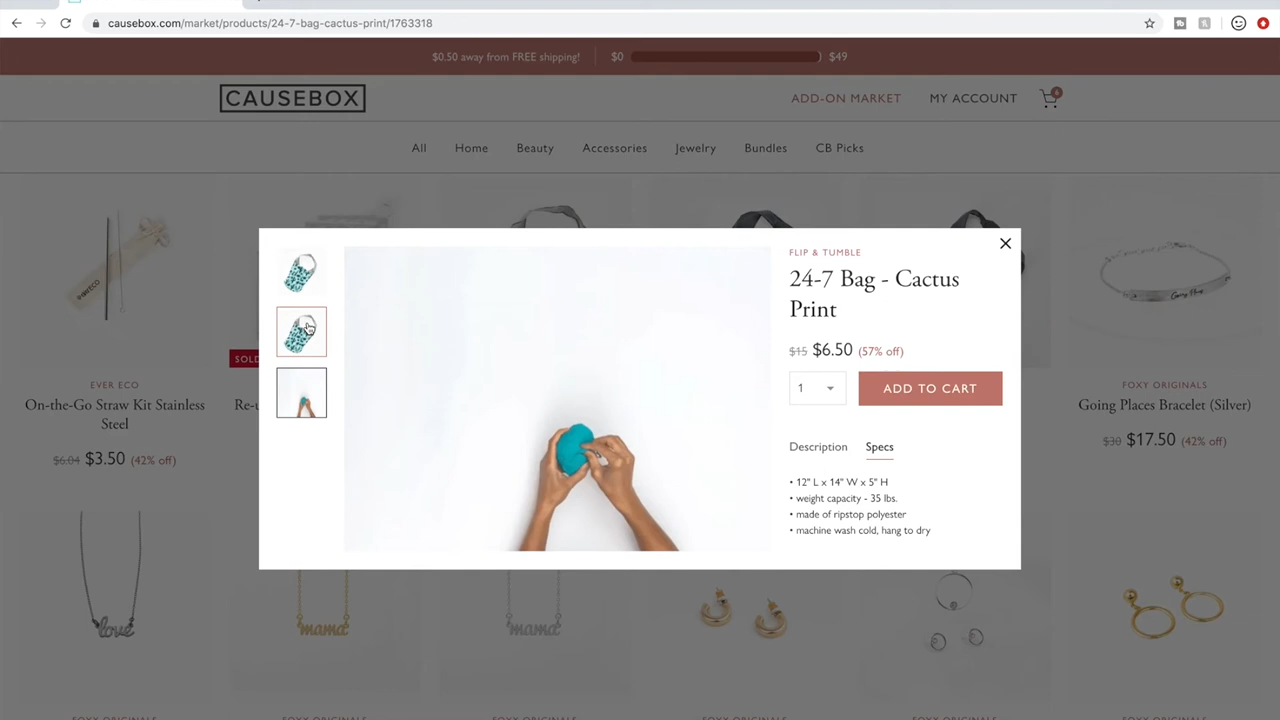 causebox.com/market/products/24-7-bag-cactus-print/1763318
$0.50 away from FREE shipping! $0 $49
CAUSEBOX
ADD-ON MARKET MY ACCOUNT
All Home Beauty Accessories Jewelry Bundles CB Picks
FLIP & TUMBLE
24-7 Bag - Cactus
Print
$15 $6.50 (57% off)
1 ADD TO CART
Description Specs
• 12" L x 14" W x 5" H
• weight capacity - 35 lbs.
• made of ripstop polyester
• machine wash cold, hang to dry
SOLD
EVER ECO
On-the-Go Straw Kit Stainless
Steel
$6.04 $3.50 (42% off)
Re-u
FOXY ORIGINALS
Going Places Bracelet (Silver)
$30 $17.50 (42% off)
love
mama
mama